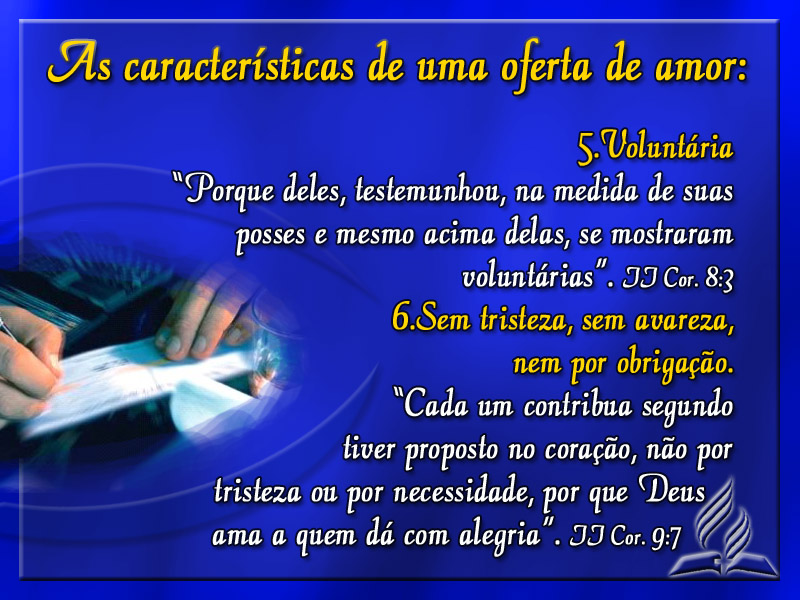 As características de uma oferta de amor:
5.Voluntária
“Porque deles, testemunhou, na medida de suas
posses e mesmo acima delas, se mostraram
voluntárias”. II Cor. 8:3
6.Sem tristeza, sem avareza,
nem por obrigação.
“Cada um contribua segundo
tiver proposto no coração, não por
tristeza ou por necessidade, por que Deus
ama a quem dá com alegria”. II Cor. 9:7